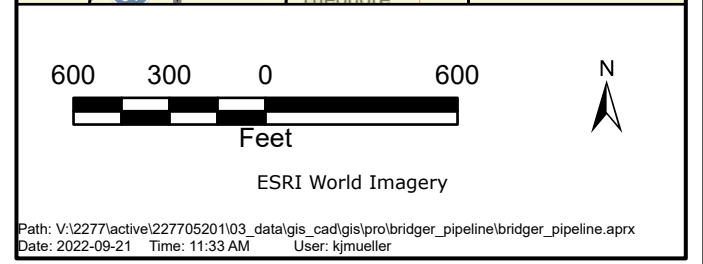 600 300 0 600
N
Feet
ESRI World Imagery
Path: V:\2277\active\227705201\03_data\gis_cad\gis\pro\bridger_pipeline\bridger_pipeline.aprx
Date: 2022-09-21 Time: 11:33 AM User: kjmueller